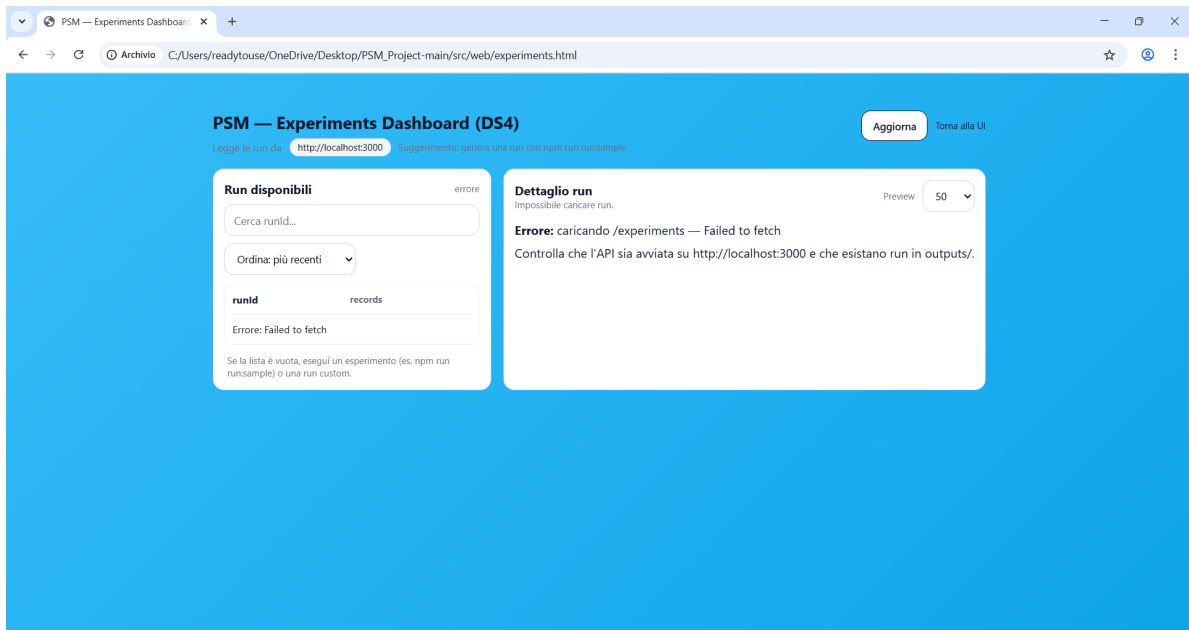 PSM — Experiments Dashboard
Archivo
C:/Users/readytouse/OneDrive/Desktop/PSM_Project-main/src/web/experiments.html
PSM — Experiments Dashboard (DS4)
Aggiorna
Torna alla UI
Legge le run da http://localhost:3000 Suggerimento: genera una run con npm run run:sample
Run disponibili
errore
Cerca runId...
Ordina: più recenti
runId records
Errore: Failed to fetch
Se la lista è vuota, esegui un esperimento (es. npm run
run:sample) o una run custom.
Dettaglio run
Impossibile caricare run.
Preview 50
Errore: caricando /experiments — Failed to fetch
Controlla che l'API sia avviata su http://localhost:3000 e che esistano run in outputs/.